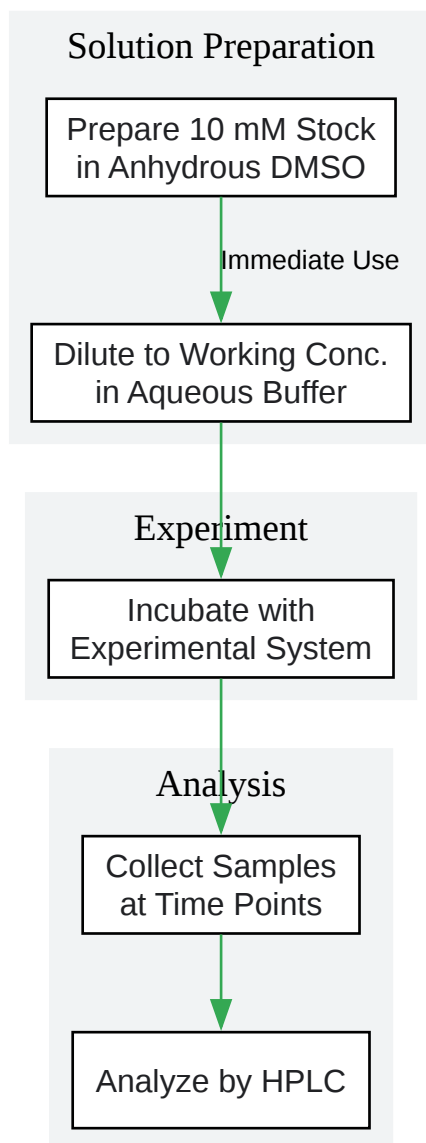 Solution Preparation
Prepare 10 mM Stock
in Anhydrous DMSO
Immediate Use
Dilute to Working Conc.
in Aqueous Buffer
Experiment
Incubate with
Experimental System
Analysis
Collect Samples
at Time Points
Analyze by HPLC